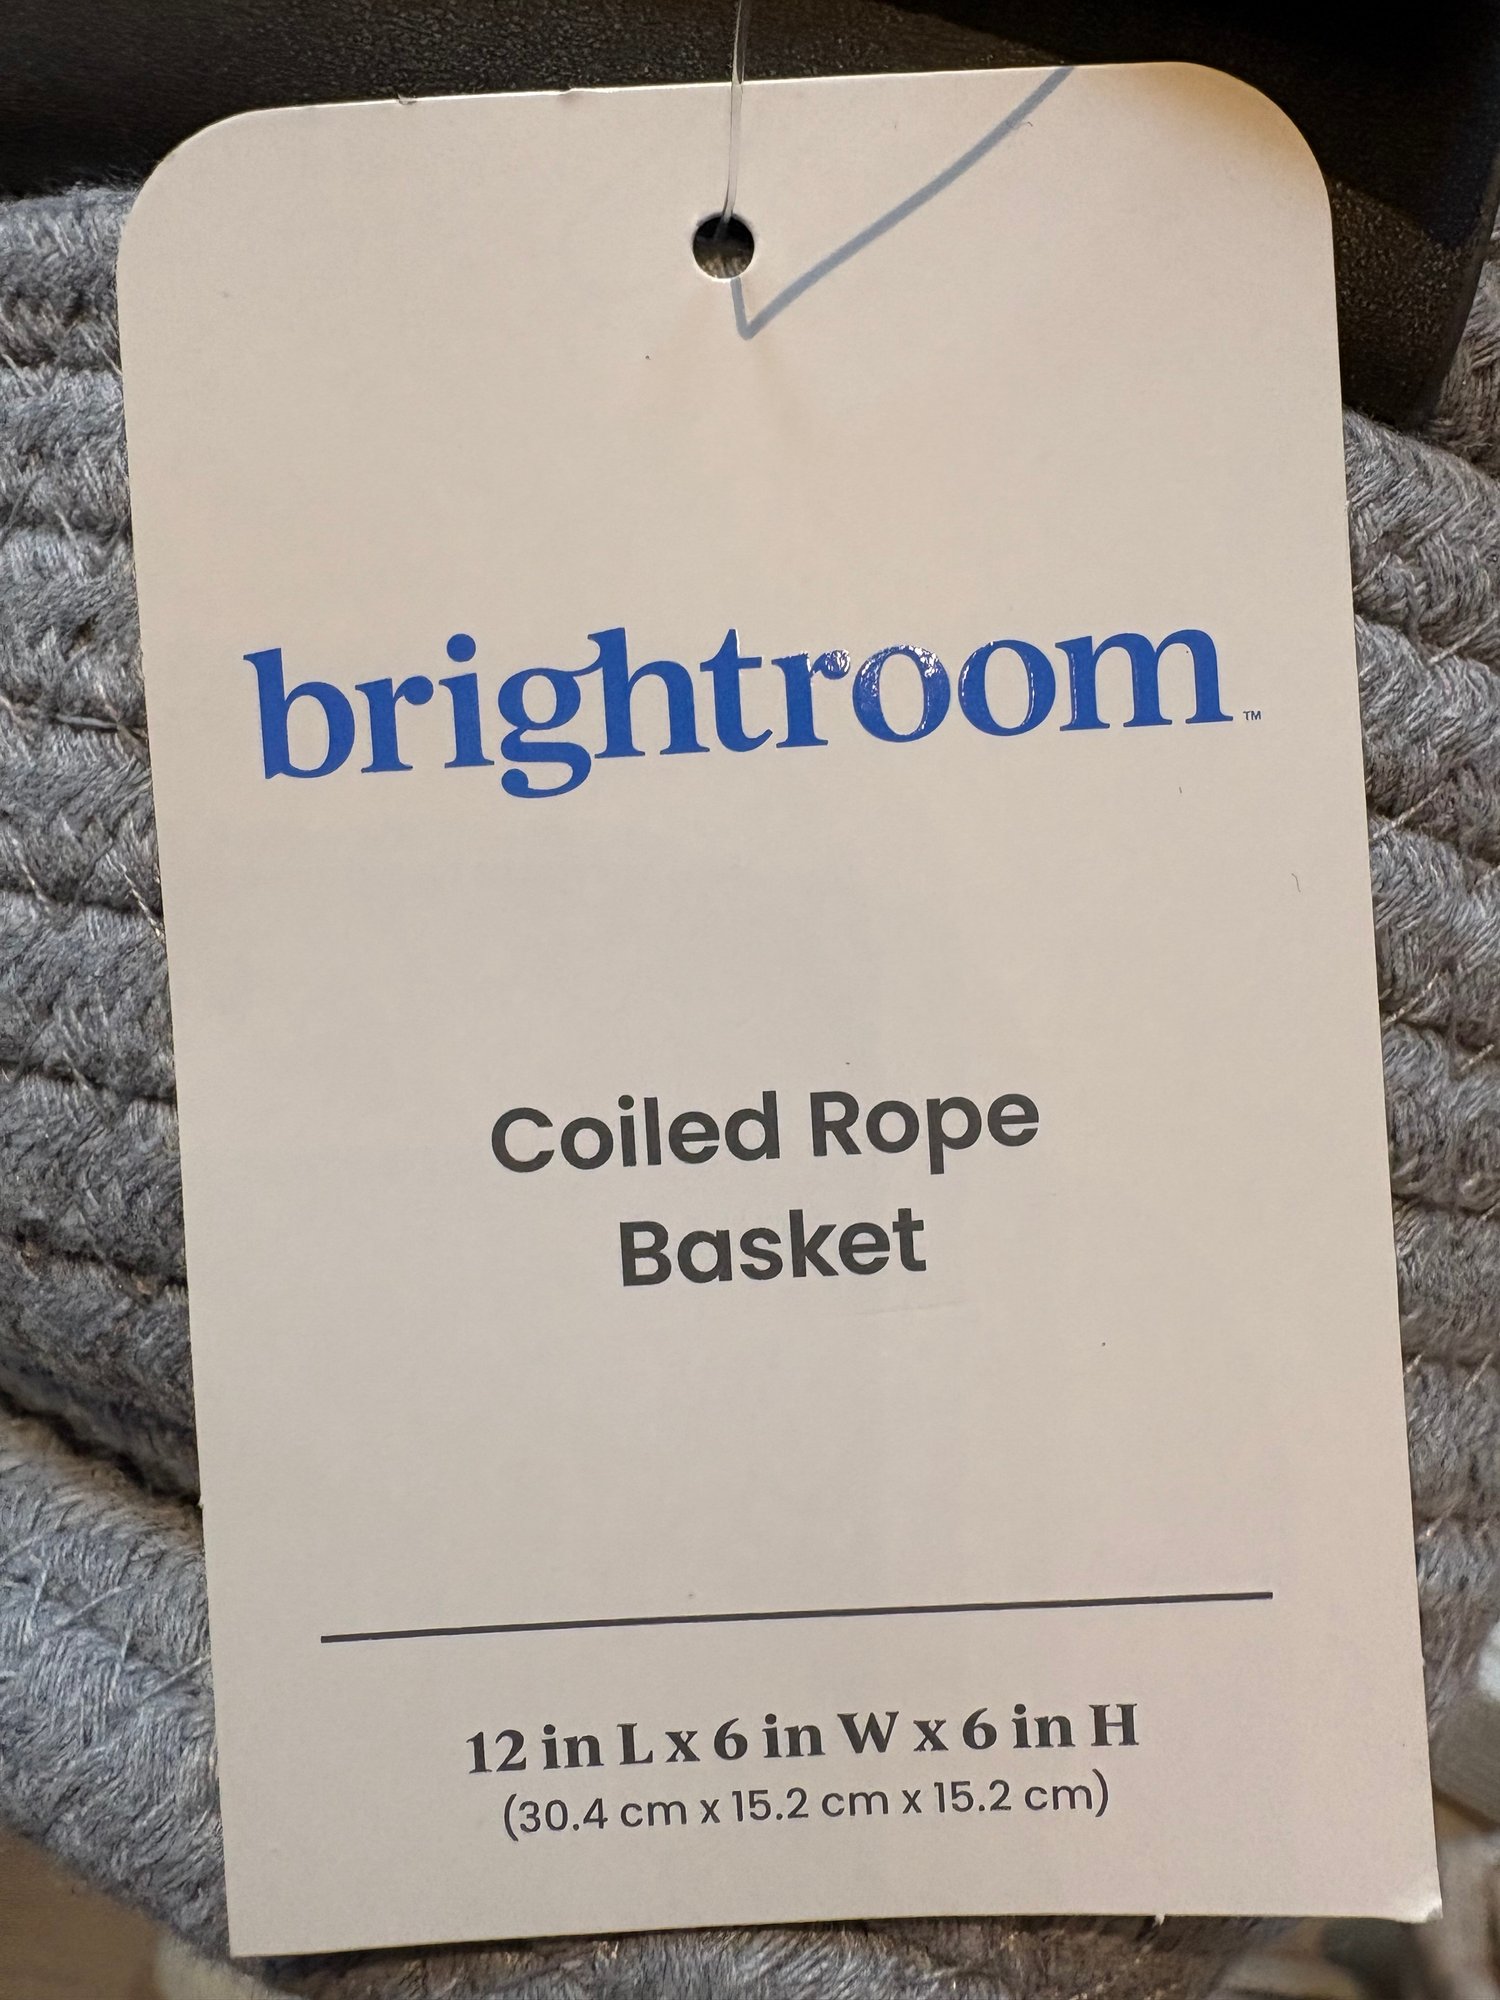 brightroom™
Coiled Rope
Basket
12 in L x 6 in W x 6 in H
(30.4 cm x 15.2 cm x 15.2 cm)